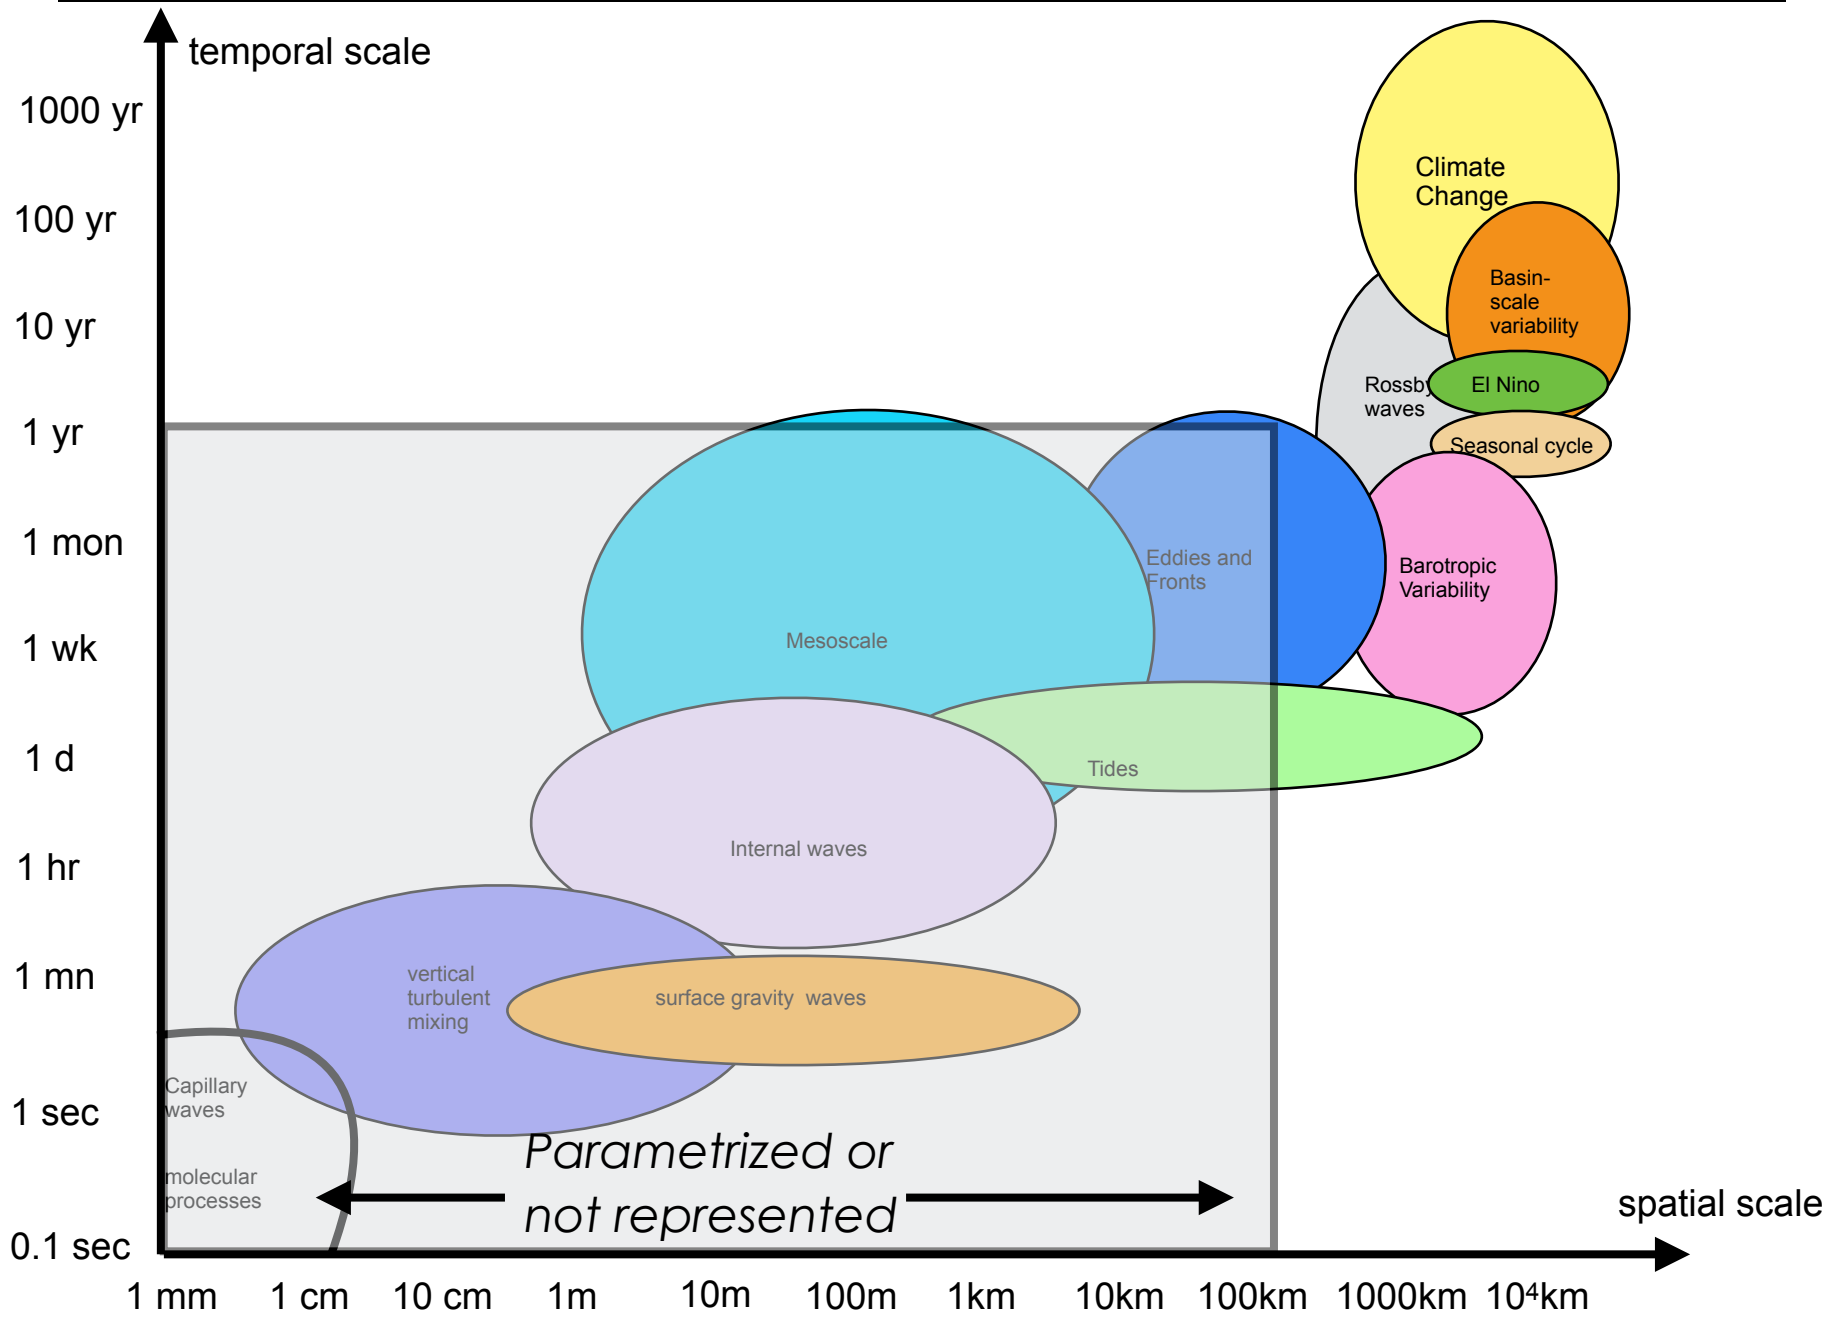 temporal scale
1000 yr
100 yr
10 yr
1 yr
1 mon
1 wk
1 d
1 hr
1 mn
1 sec
0.1 sec
Climate
Change
Basin-
scale
variability
Rossby
waves
El Nino
Seasonal cycle
Eddies and
Fronts
Barotropic
Variability
Mesoscale
Tides
Internal waves
vertical
turbulent
mixing
surface gravity waves
Capillary
waves
molecular
processes
Parametrized or
not represented
spatial scale
1 mm
1 cm
10 cm
1m
10m
100m
1km
10km
100km
1000km
10⁴km